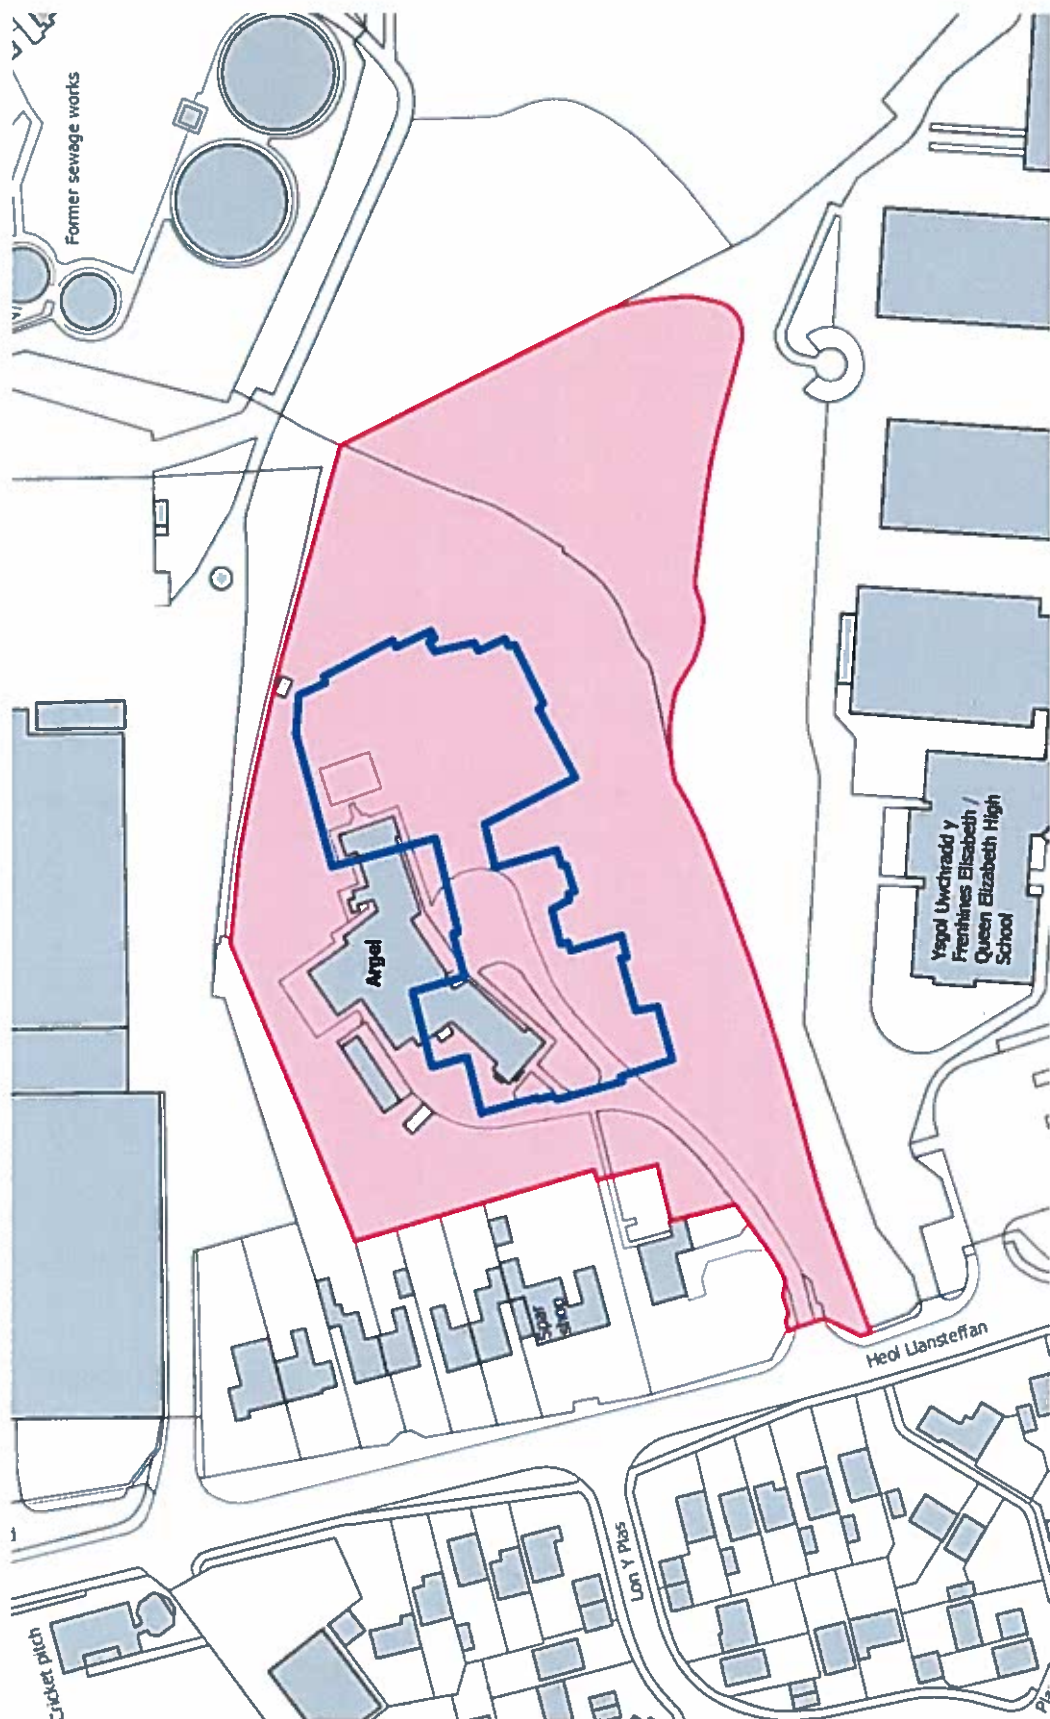 Former sewage works
Argel
Ysgol Uwchradd y
Frenhines Elisabeth /
Queen Elizabeth High
School
Spar
shop
Heol Llansteffan
Lon Y Plas
Cricket pitch